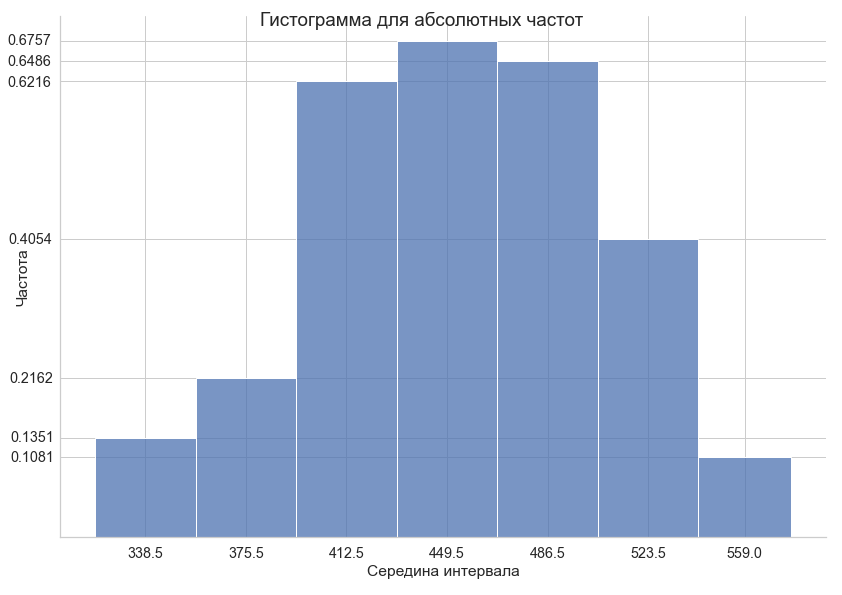 Гистограмма для абсолютных частот
0.6757
0.6486
0.6216
0.4054
0.2162
0.1351
0.1081
Частота
338.5 375.5 412.5 449.5 486.5 523.5 559.0
Середина интервала